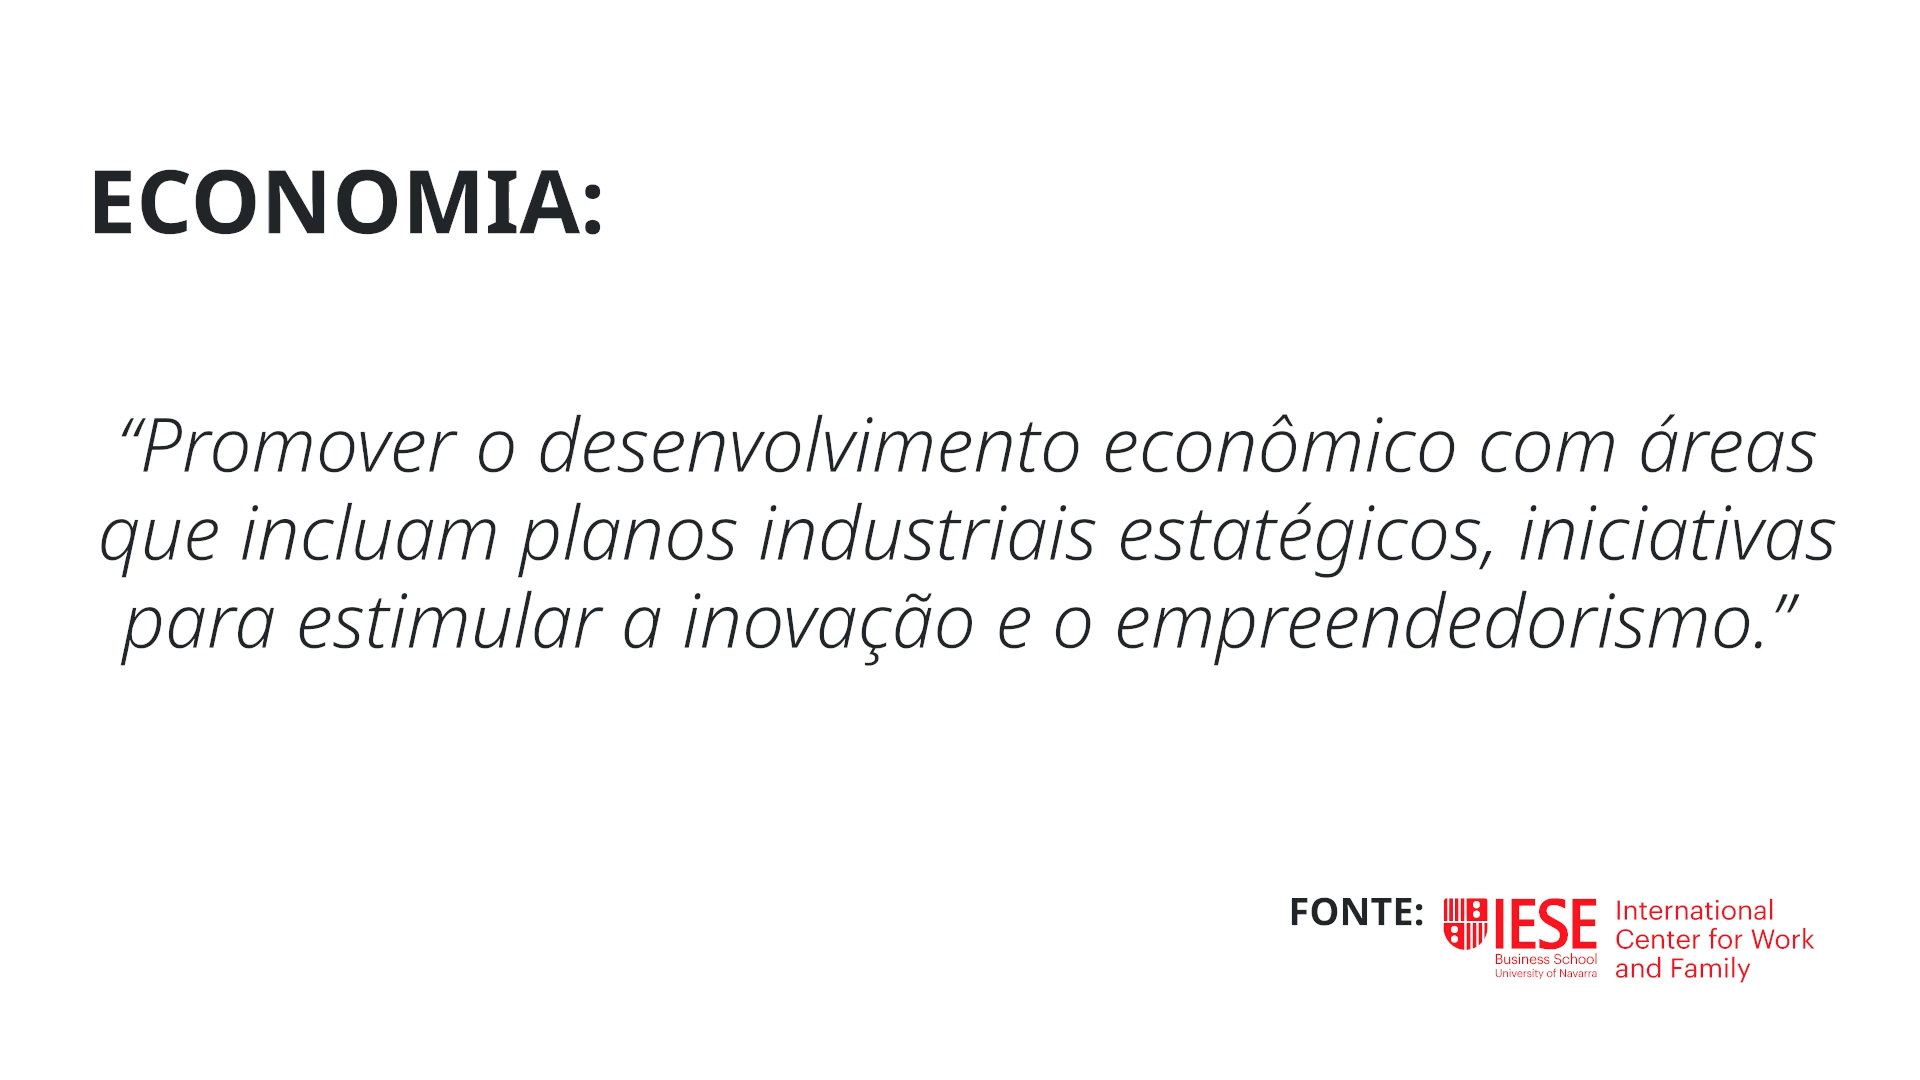 ECONOMIA:
“Promover o desenvolvimento econômico com áreas
que incluam planos industriais estatégicos, iniciativas
para estimular a inovação e o empreendedorismo.”
FONTE:
IESE
Business School
University of Navarra
International
Center for Work
and Family